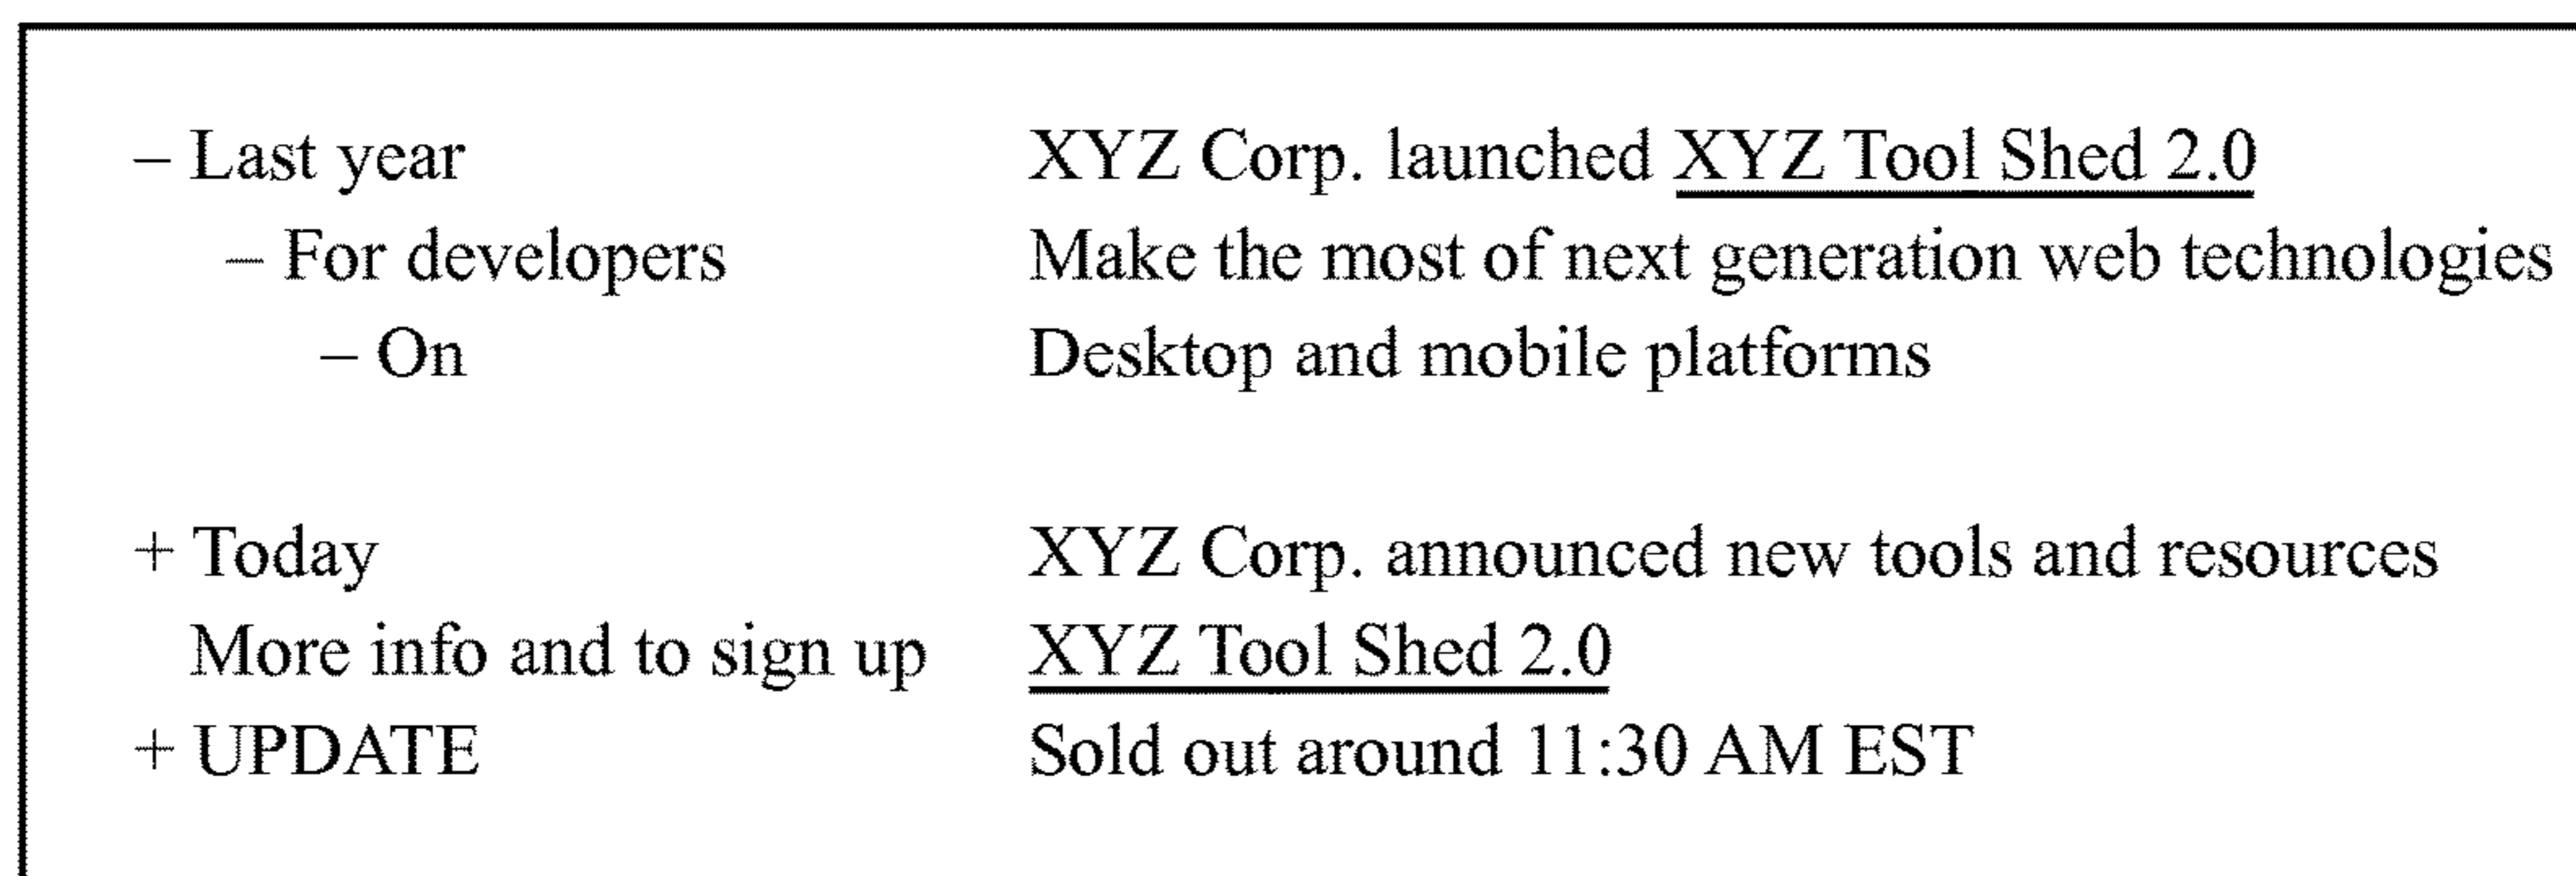 – Last year XYZ Corp. launched XYZ Tool Shed 2.0
– For developers Make the most of next generation web technologies
– On Desktop and mobile platforms
+ Today XYZ Corp. announced new tools and resources
More info and to sign up XYZ Tool Shed 2.0
+ UPDATE Sold out around 11:30 AM EST